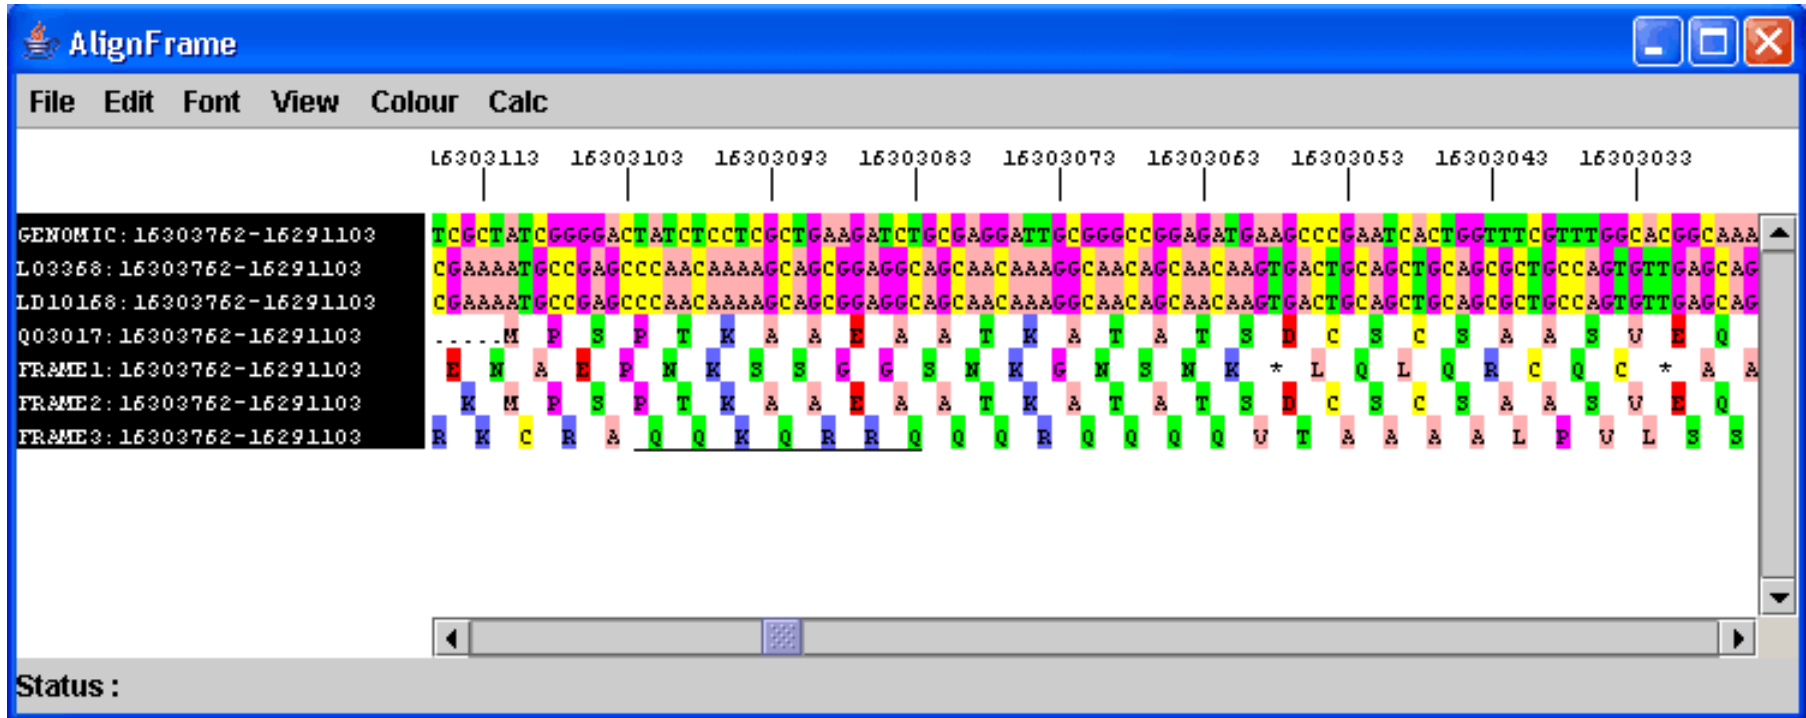 AlignFrame
File Edit Font View Colour Calc
16303113 16303103 16303093 16303083 16303073 16303063 16303053 16303043 16303033
GENOMIC:16303762-16291103 TCGCTATCGGGGACTATCTCCTCGCTGAAGATCTGCGAGGATTGCGGGCCGGAGATGAAGCCCGAATCACTGGTTTCGTTTGGCACGGCAAA
L03368:16303762-16291103 CGAAAATGCCGAGCCCAACAAAAGCAGCGGAGGCAGCAACAAAGGCAACAGCAACAAGTGACTGCAGCTGCAGCGCTGCCAGTGTTGAGCAG
LD10168:16303762-16291103 CGAAAATGCCGAGCCCAACAAAAGCAGCGGAGGCAGCAACAAAGGCAACAGCAACAAGTGACTGCAGCTGCAGCGCTGCCAGTGTTGAGCAG
Q03017:16303762-16291103 .....M P S P T K A A E A A T K A T A T S D C S C S A A S V E Q
FRAME1:16303762-16291103 E N A E P N K S S G G S N K G N S N K * L Q L Q R C Q C * A A
FRAME2:16303762-16291103 K M P S P T K A A E A A T K A T A T S D C S C S A A S V E Q
FRAME3:16303762-16291103 R K C R A Q Q K Q R R Q Q Q R Q Q Q Q V T A A A A L P V L S S
Status :